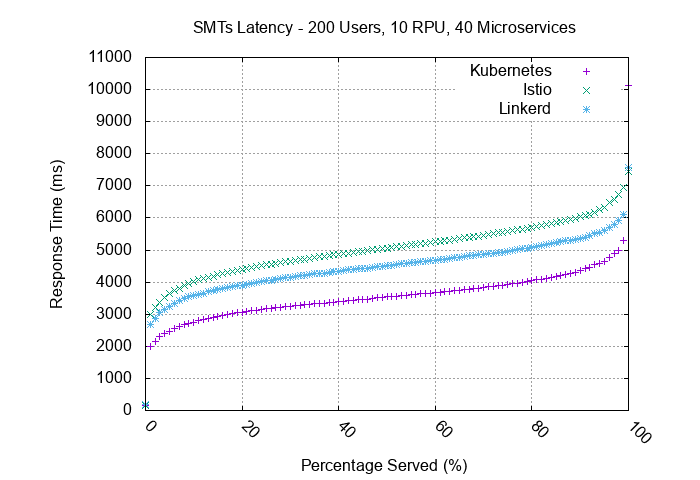 SMTs Latency - 200 Users, 10 RPU, 40 Microservices
11000
10000
9000
8000
7000
6000
5000
4000
3000
2000
1000
0
Response Time (ms)
Kubernetes
Istio
Linkerd
0 20 40 60 80 100
Percentage Served (%)